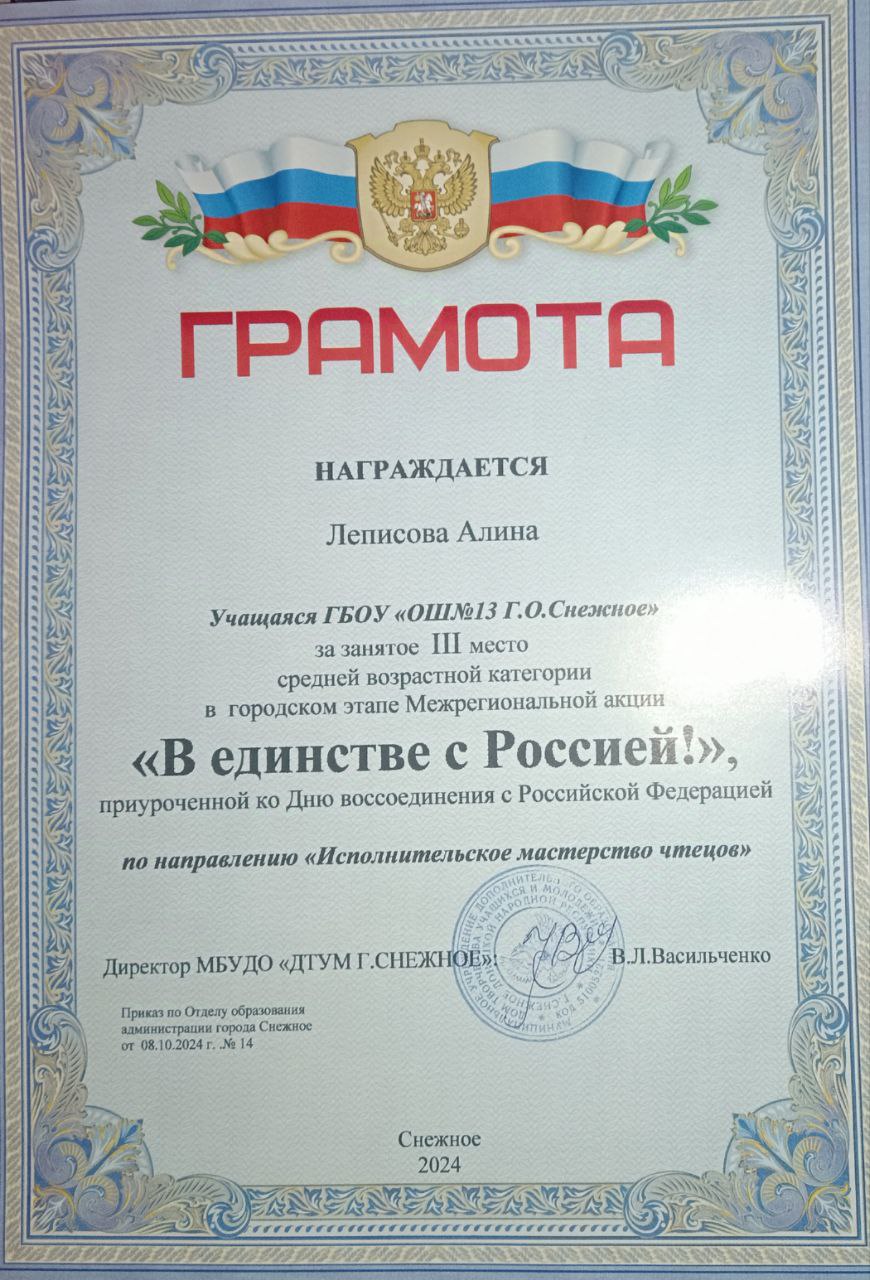 ГРАМОТА
НАГРАЖДАЕТСЯ
Леписова Алина
Учащаяся ГБОУ «ОШ№13 Г.О.Снежное»
за занятое III место
средней возрастной категории
в городском этапе Межрегиональной акции
«В единстве с Россией!»,
приуроченной ко Дню воссоединения с Российской Федерацией
по направлению «Исполнительское мастерство чтецов»
Директор МБУДО «ДТУМ Г.СНЕЖНОЕ»: В.Л.Васильченко
Приказ по Отделу образования
администрации города Снежное
от 08.10.2024 г. .№ 14
Снежное
2024